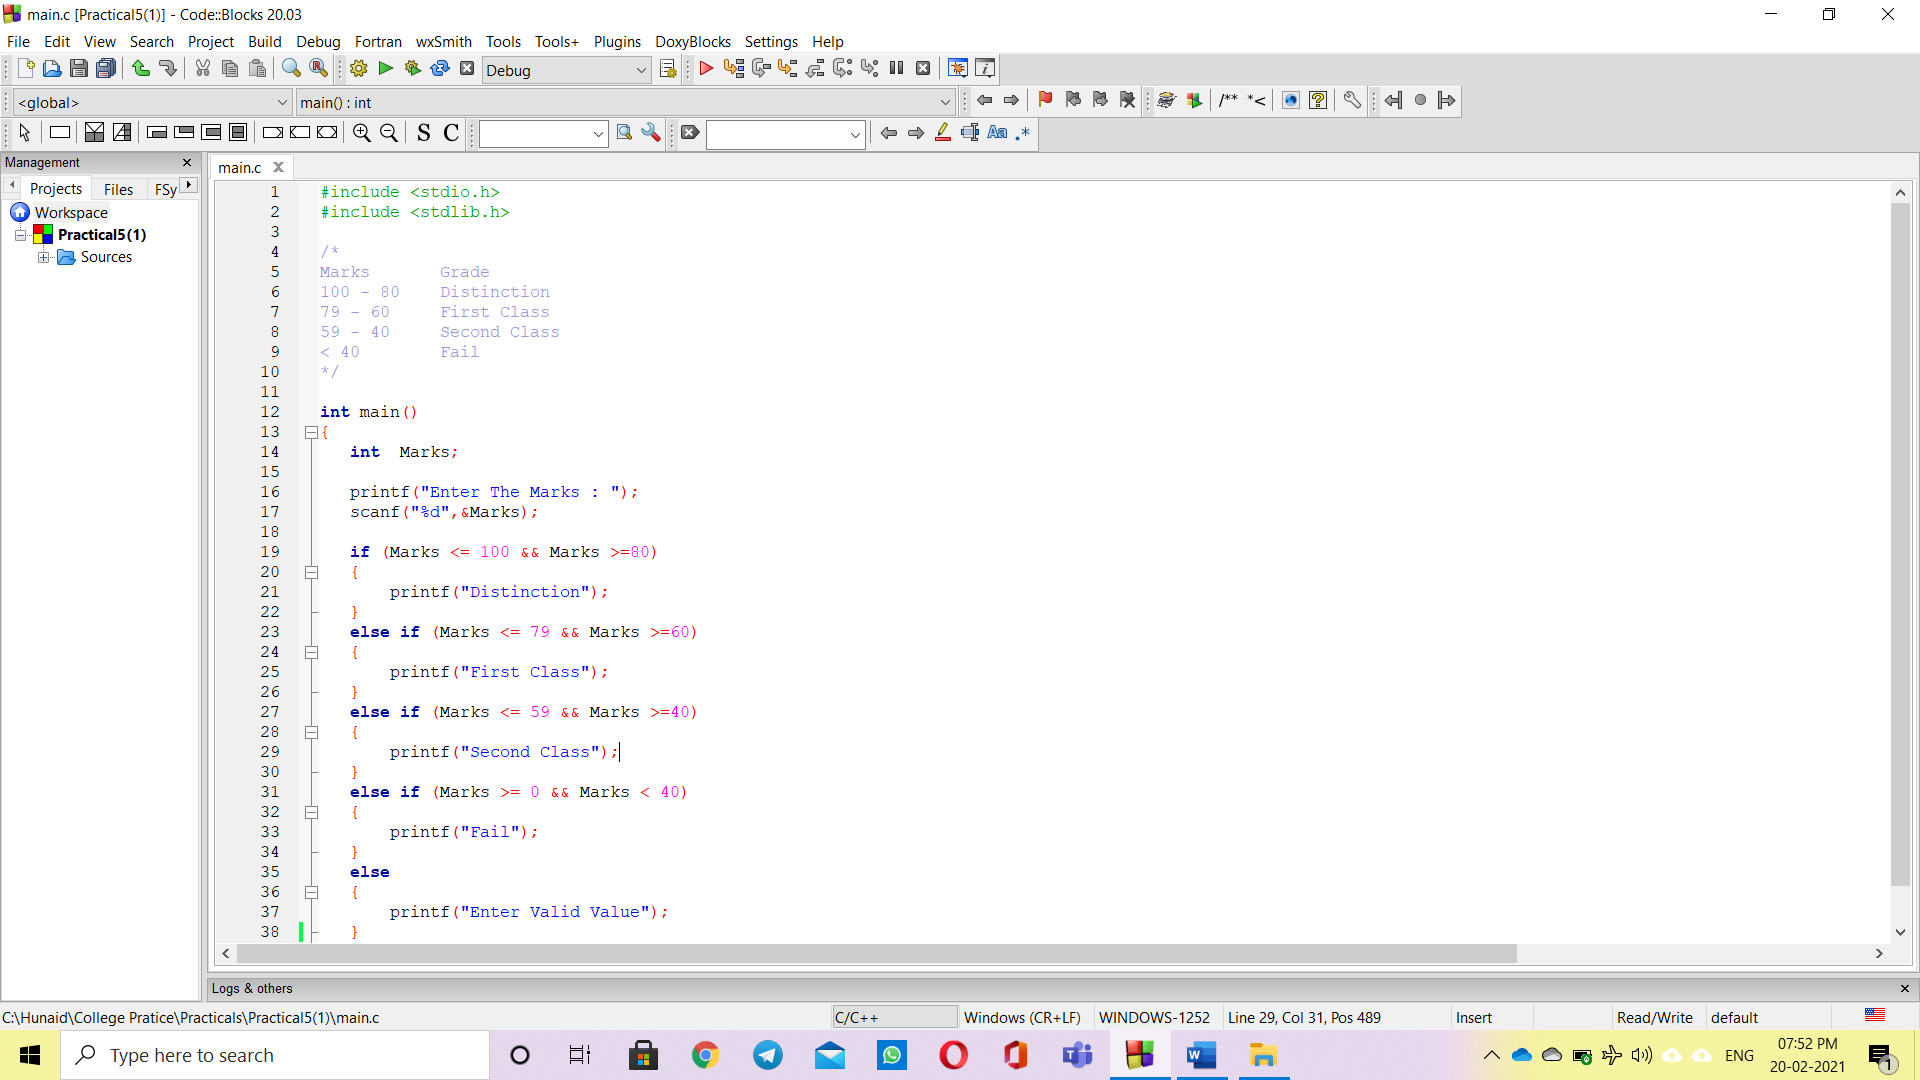 main.c [Practical5(1)] - Code::Blocks 20.03
File Edit View Search Project Build Debug Fortran wxSmith Tools Tools+ Plugins DoxyBlocks Settings Help
Debug
<global> main() : int /** *<
S C Aa .*
Management
main.c
Projects Files FSy
Workspace
Practical5(1)
Sources
1 #include <stdio.h>
2 #include <stdlib.h>
3
4 /*
5 Marks Grade
6 100 - 80 Distinction
7 79 - 60 First Class
8 59 - 40 Second Class
9 < 40 Fail
10 */
11
12 int main()
13 {
14 int  Marks;
15
16 printf("Enter The Marks : ");
17 scanf("%d",&Marks);
18
19 if (Marks <= 100 && Marks >=80)
20 {
21 printf("Distinction");
22 }
23 else if (Marks <= 79 && Marks >=60)
24 {
25 printf("First Class");
26 }
27 else if (Marks <= 59 && Marks >=40)
28 {
29 printf("Second Class");
30 }
31 else if (Marks >= 0 && Marks < 40)
32 {
33 printf("Fail");
34 }
35 else
36 {
37 printf("Enter Valid Value");
38 }
Logs & others
C:\Hunaid\College Pratice\Practicals\Practical5(1)\main.c C/C++ Windows (CR+LF) WINDOWS-1252 Line 29, Col 31, Pos 489 Insert Read/Write default
Type here to search
ENG
07:52 PM
20-02-2021
1